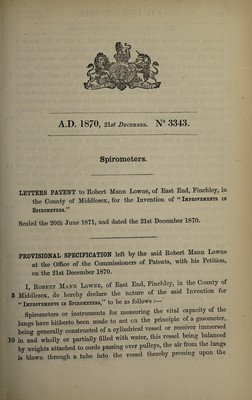 A.D. 1870, 21st December. No 3343.
Spirometers.
LETTERS PATENT to Robert Mann Lowne, of East End, Finchley, in
the County of Middlesex, for the Invention of "Improvements in
Spirometers."
Sealed the 20th June 1871, and dated the 21st December 1870.
PROVISIONAL SPECIFICATION left by the said Robert Mann Lowne
at the Office of the Commissioners of Patents, with his Petition,
on the 21st December 1870.
I, Robert Mann Lowne, of East End, Finchley, in the County of
5 Middlesex, do hereby declare the nature of the said Invention for
"Improvements in Spirometers," to be as follows:—
Spirometers or instruments for measuring the vital capacity of the
lungs have hitherto been made to act on the principle of a gasometer,
being generally constructed of a cylindrical vessel or receiver immersed
10 in and wholly or partially filled with water, this vessel being balanced
by weights attached to cords passing over pulleys, the air from the lungs
is blown through a tube into the vessel thereby pressing upon the